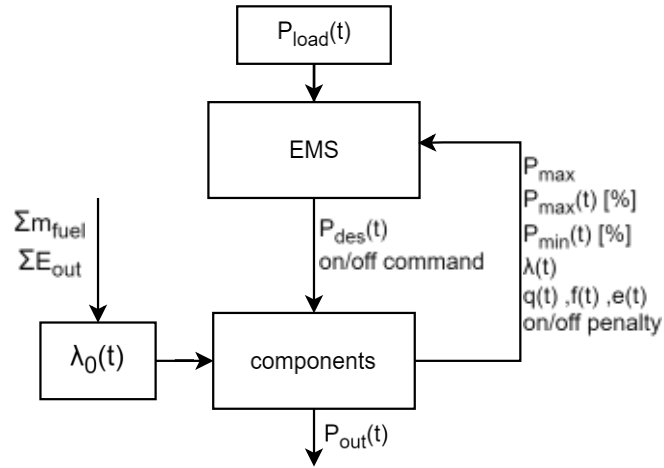 P_load(t)
EMS
P_max
P_max(t) [%]
P_min(t) [%]
λ(t)
q(t) ,f(t) ,e(t)
on/off penalty
P_des(t)
on/off command
Σm_fuel
ΣE_out
λ_0(t)
components
P_out(t)